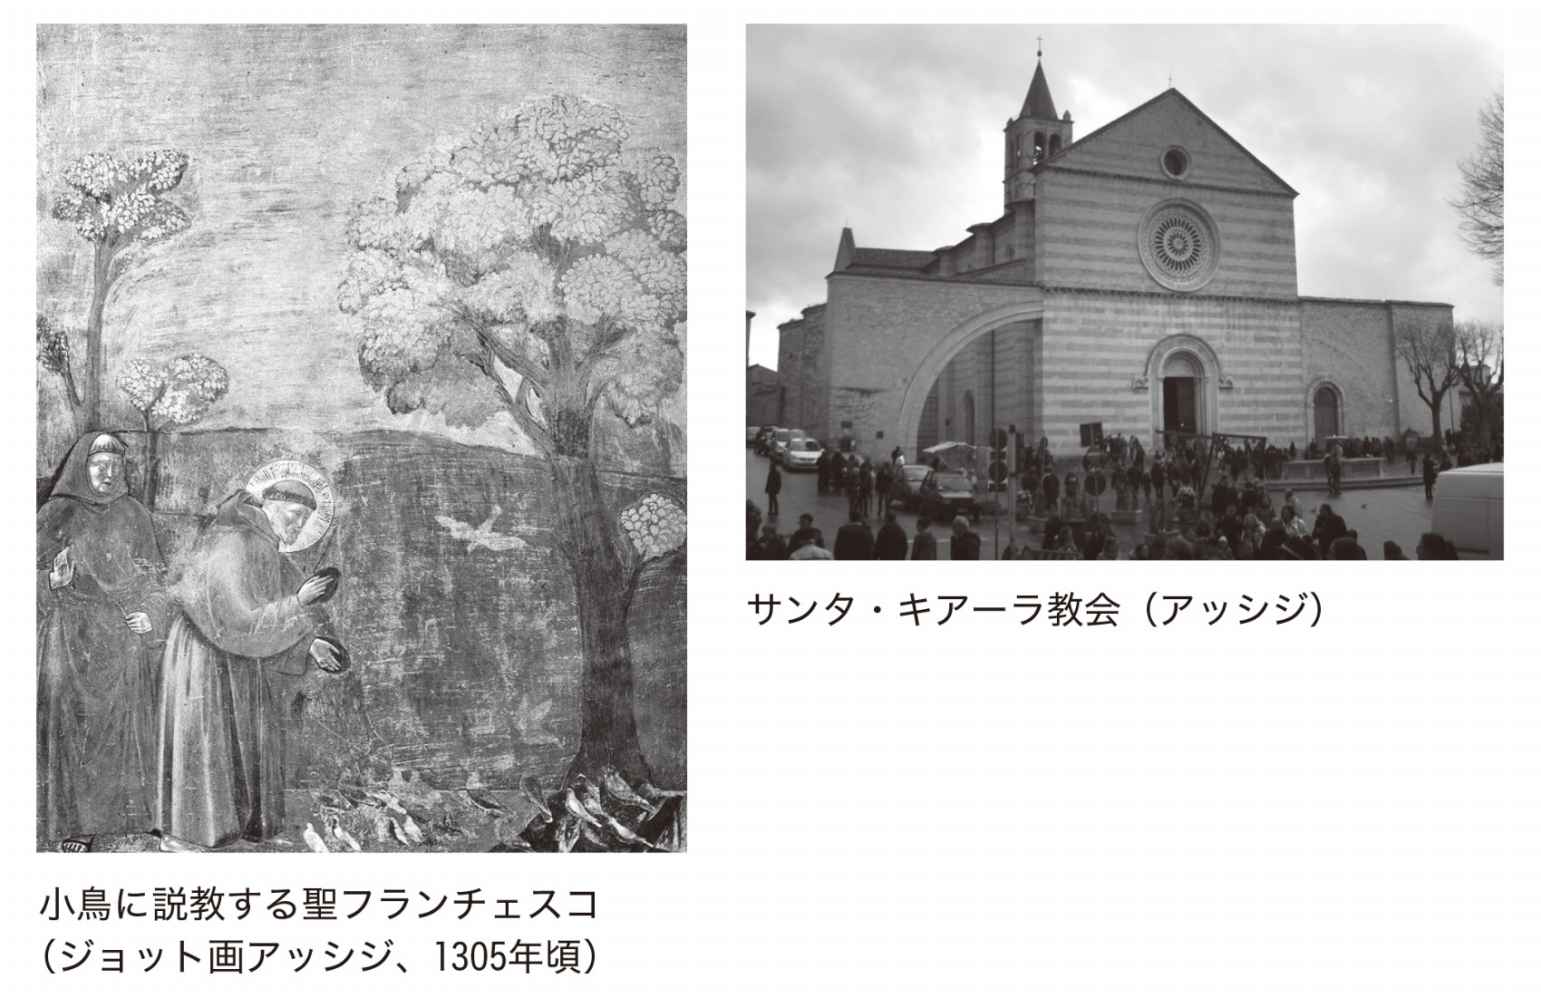 サンタ・キアーラ教会（アッシジ）
小鳥に説教する聖フランチェスコ
（ジョット画アッシジ、1305年頃）